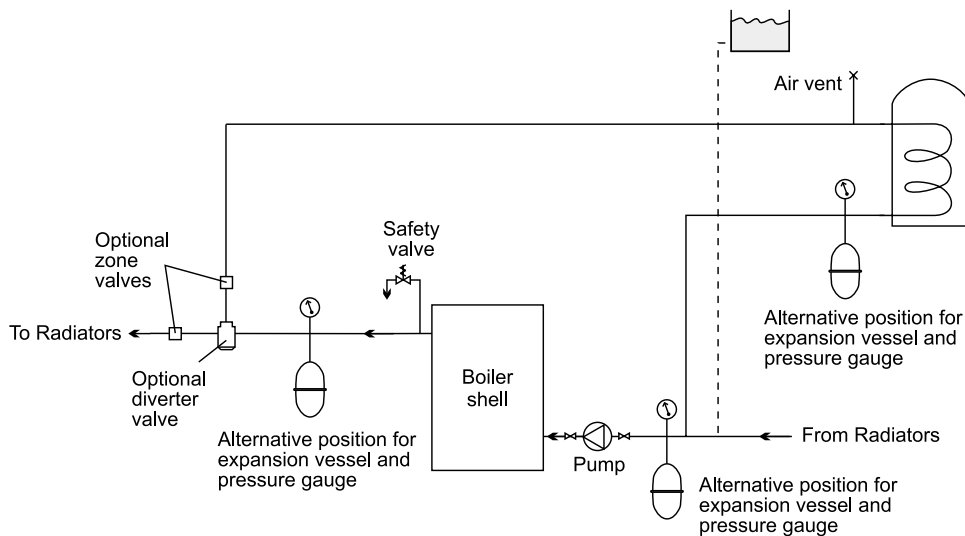 Air vent
Safety
valve
Optional
zone
valves
To Radiators
Optional
diverter
valve
Alternative position for
expansion vessel and
pressure gauge
Boiler
shell
Pump
From Radiators
Alternative position for
expansion vessel and
pressure gauge
Alternative position for
expansion vessel and
pressure gauge